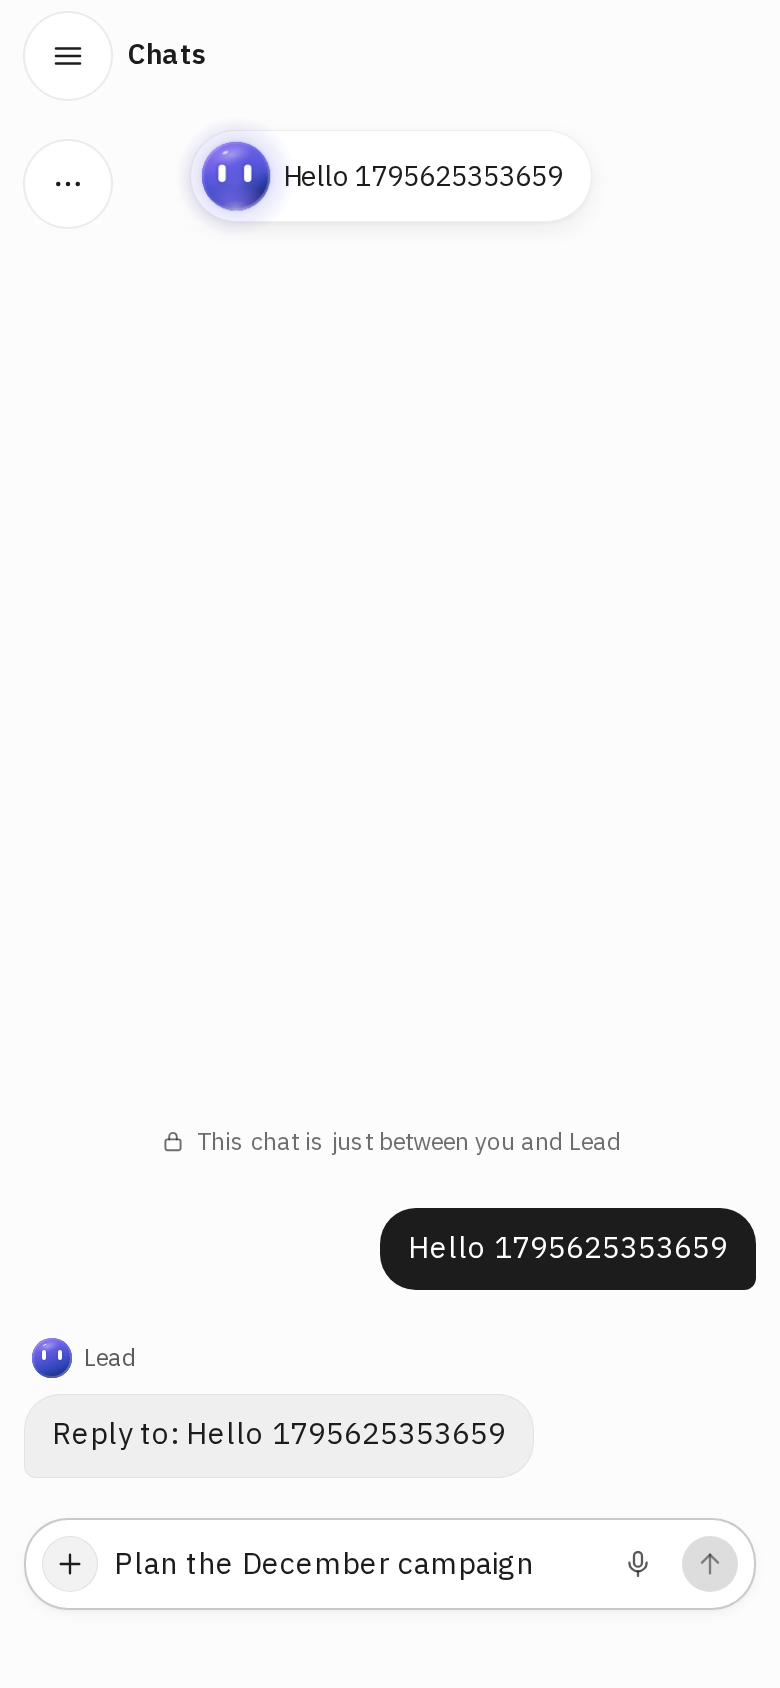 Chats
Hello 1795625353659
This chat is just between you and Lead
Hello 1795625353659
Lead
Reply to: Hello 1795625353659
Plan the December campaign